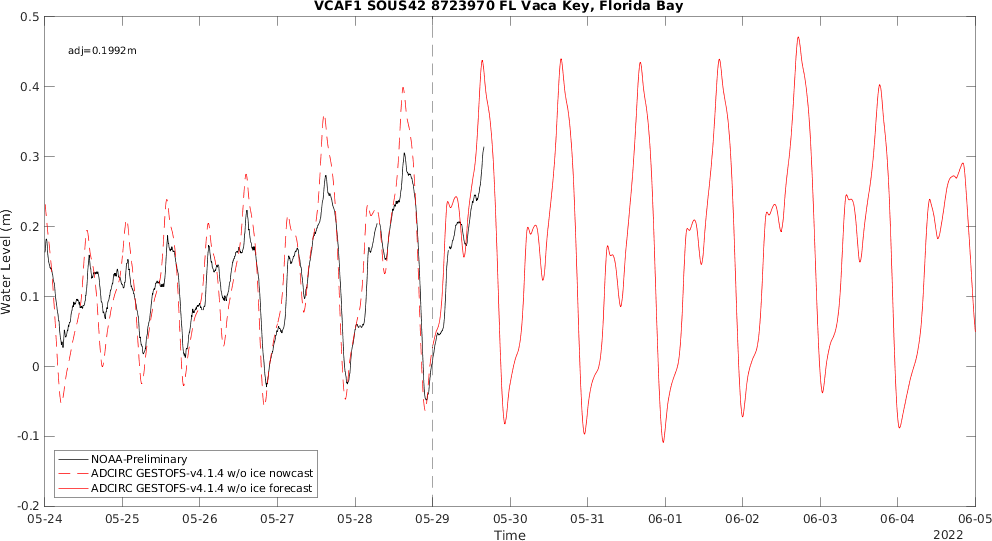 VCAF1 SOUS42 8723970 FL Vaca Key, Florida Bay
adj=0.1992m
0.5
0.4
0.3
0.2
0.1
0
-0.1
-0.2
Water Level (m)
NOAA-Preliminary
ADCIRC GESTOFS-v4.1.4 w/o ice nowcast
ADCIRC GESTOFS-v4.1.4 w/o ice forecast
05-24 05-25 05-26 05-27 05-28 05-29 05-30 05-31 06-01 06-02 06-03 06-04 06-05
Time
2022